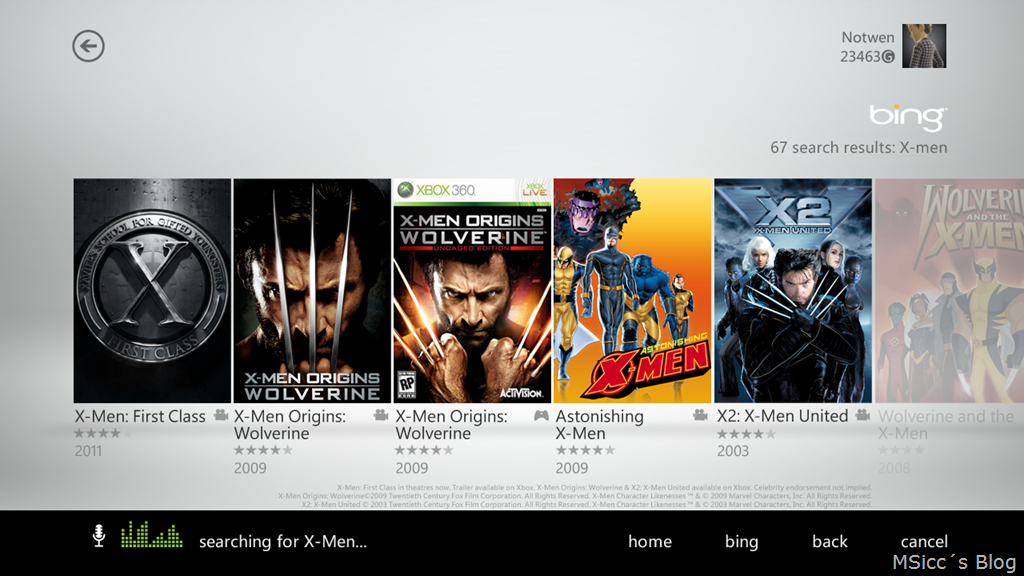 Notwen
23463G
bing
67 search results: X-men
XAVIER'S SCHOOL FOR GIFTED YOUNGSTERS
X
FIRST CLASS
X-MEN ORIGINS
WOLVERINE
XBOX 360
XBOX
LIVE
X-MEN ORIGINS
WOLVERINE
UNCAGED EDITION
RP
ACTIVISION
ASTONISHING
X-MEN
X2
X-MEN UNITED
WOLVERINE
AND THE
X-MEN
X-Men: First Class
2011
X-Men Origins:
Wolverine
2009
X-Men Origins:
Wolverine
2009
Astonishing
X-Men
2009
X2: X-Men United
2003
Wolverine and the
X-Men
2008
X-Men: First Class in theatres now. Trailer available on Xbox. X-Men Origins: Wolverine & X2: X-Men United available on Xbox. Celebrity endorsement not implied.
X-Men Origins: Wolverine©2009 Twentieth Century Fox Film Corporation. All Rights Reserved. X-Men Character Likenesses ™ & © 2009 Marvel Characters, Inc. All Rights Reserved.
X2: X-Men United © 2003 Twentieth Century Fox Film Corporation. All Rights Reserved. X-Men Character Likenesses ™ & © 2003 Marvel Characters, Inc. All Rights Reserved.
searching for X-Men...
home
bing
back
cancel
MSicc´s Blog